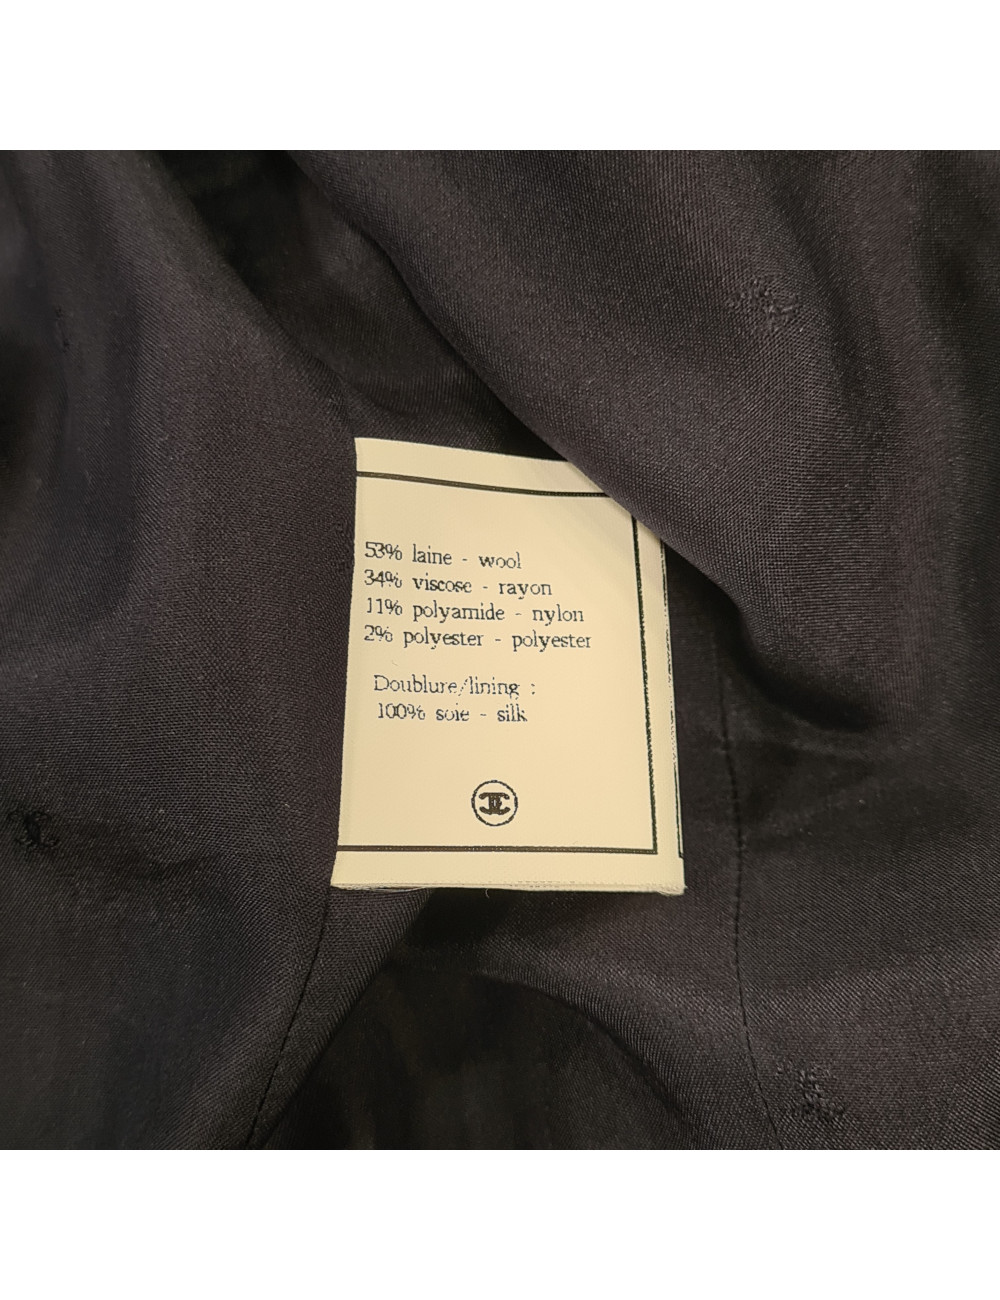 53% laine - wool
34% viscose - rayon
11% polyamide - nylon
2% polyester - polyester
Doublure/lining :
100% soie - silk